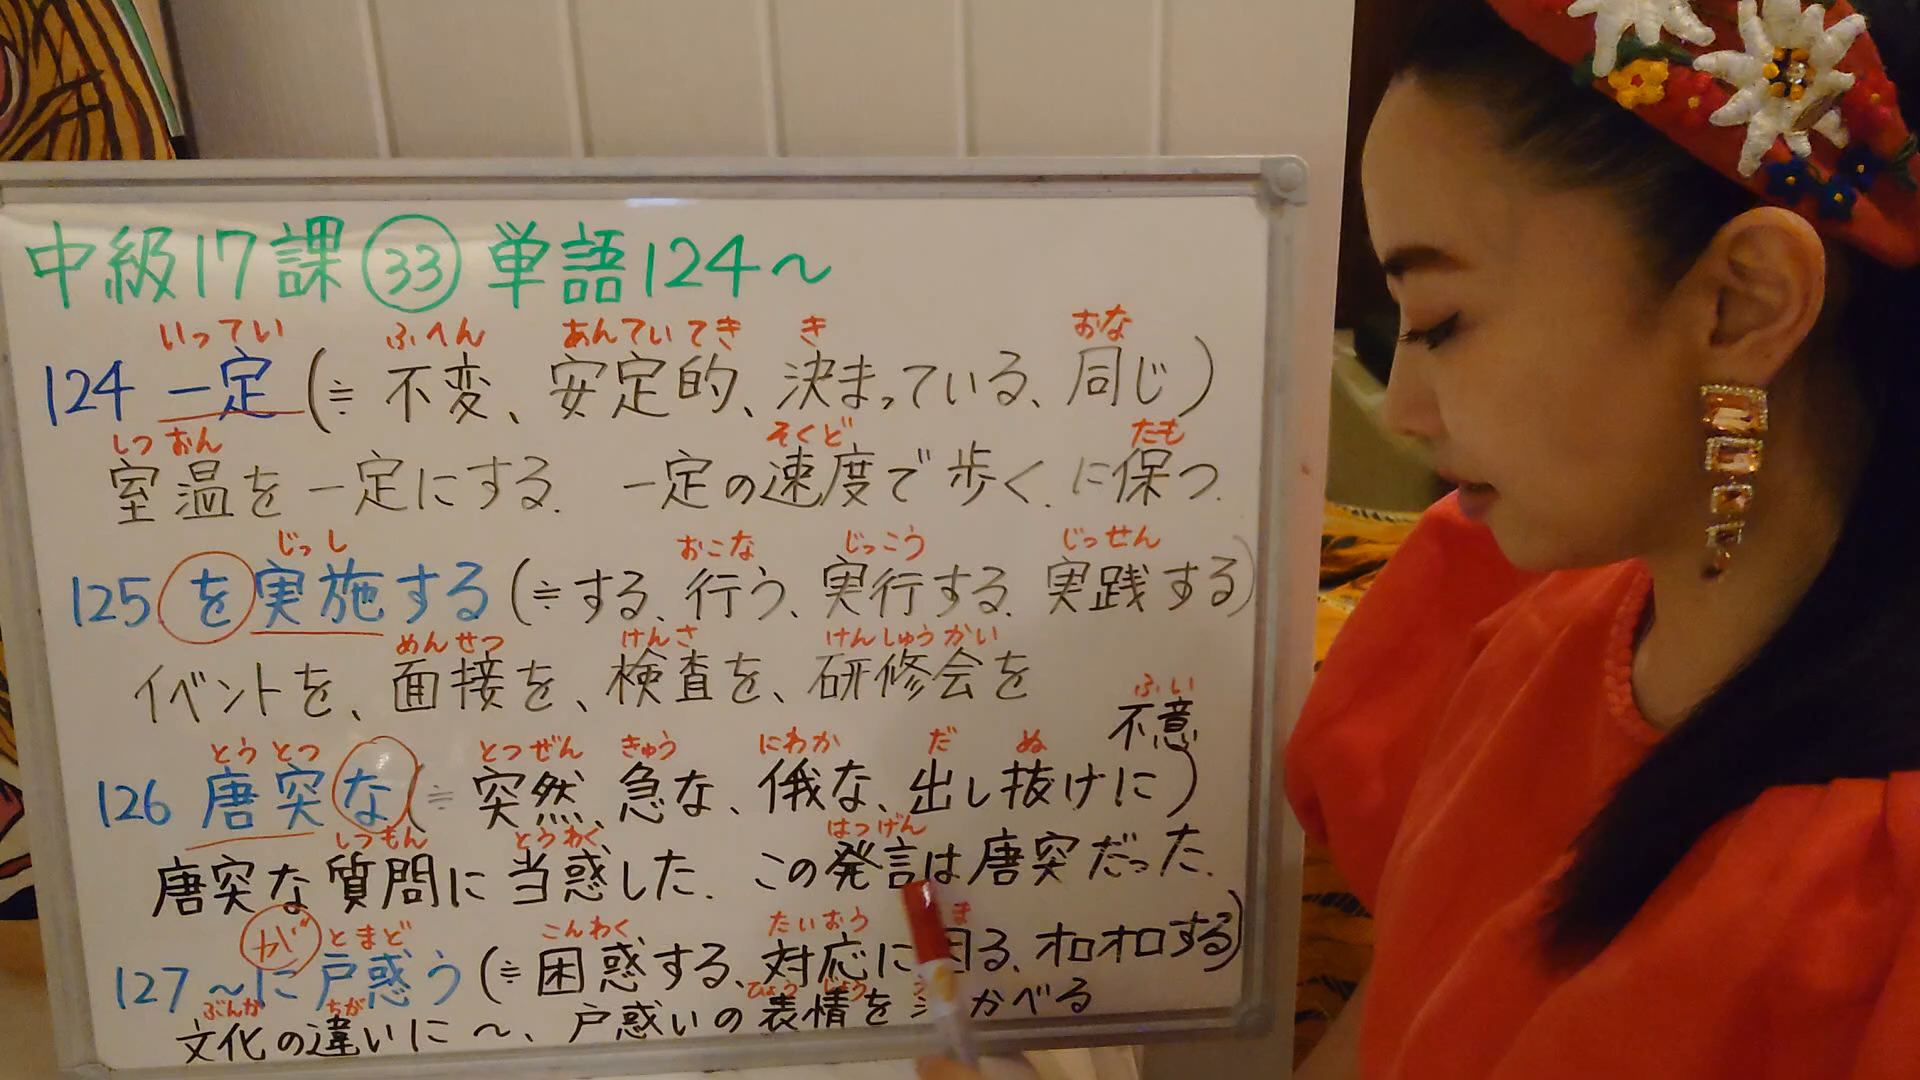 中級17課㉝単語124～
いってい ふへん あんていてき き おな
124 一定(≒不変、安定的、決まっている、同じ)
しつおん そくど たも
室温を一定にする. 一定の速度で歩く. に保つ.
じっし おこな じっこう じっせん
125 を実施する(≒する、行う、実行する、実践する)
めんせつ けんさ けんしゅうかい
イベントを、面接を、検査を、研修会を
ふい
不意
とうとつ とつぜん きゅう にわか だ ぬ
126 唐突な(≒突然、急な、俄な、出し抜けに)
しつもん とうわく はつげん
唐突な質問に当惑した. この発言は唐突だった.
が とまど こんわく たいおう ま
127 ～に戸惑う(≒困惑する、対応に困る、オロオロする)
ぶんか ちが ひょうじょう
文化の違いに～、戸惑いの表情を かべる